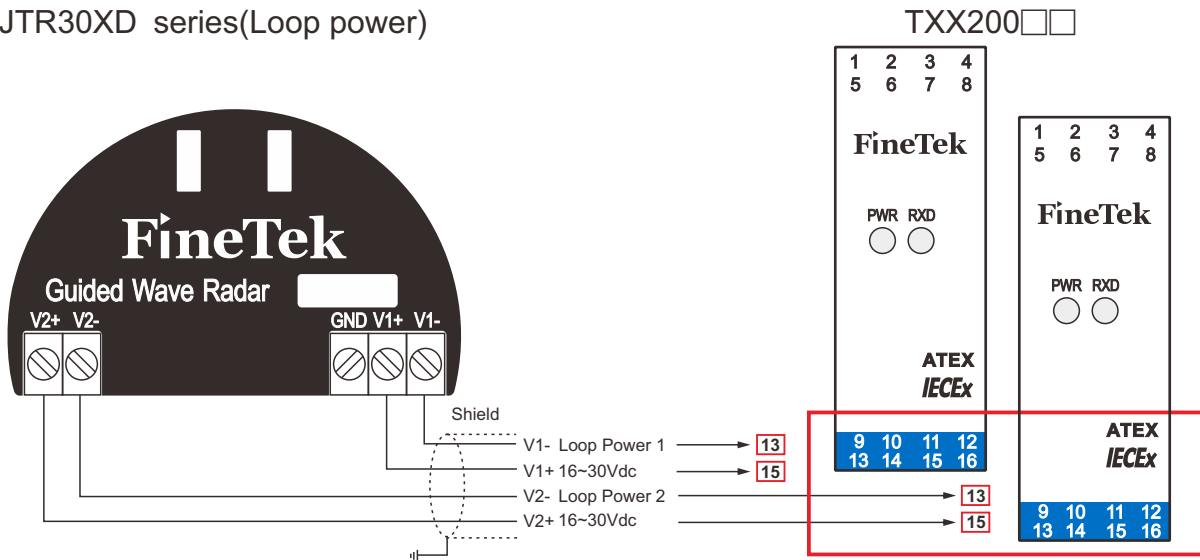 JTR30XD series(Loop power)
TXX200□□
FineTek
Guided Wave Radar
V2+ V2-
GND V1+ V1-
Shield
V1- Loop Power 1
13
V1+ 16~30Vdc
15
V2- Loop Power 2
13
V2+ 16~30Vdc
15
1 2 3 4
5 6 7 8
FineTek
PWR RXD
ATEX
IECEx
9 10 11 12
13 14 15 16
1 2 3 4
5 6 7 8
FineTek
PWR RXD
ATEX
IECEx
9 10 11 12
13 14 15 16